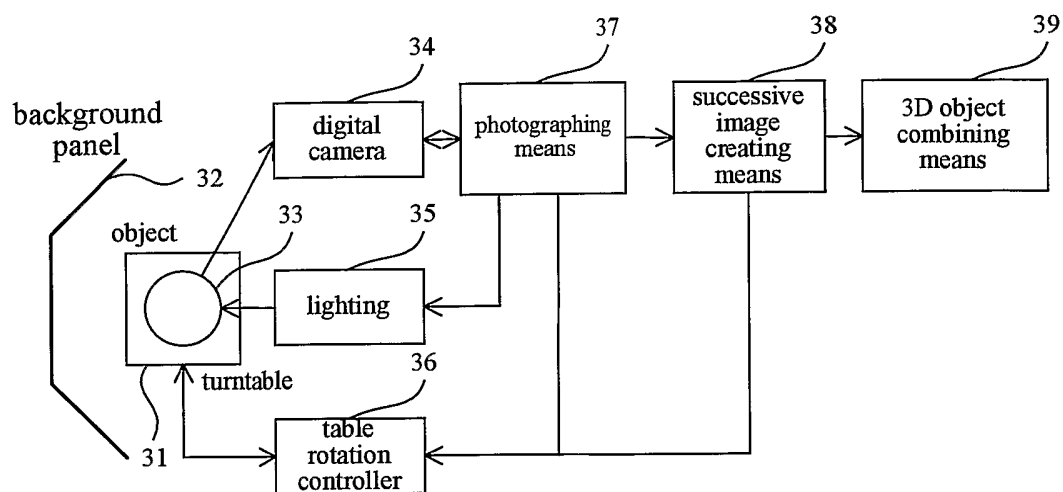 34
37
38
39
background
panel
digital
camera
photographing
means
successive
image
creating
means
3D object
combining
means
32
object
33
35
lighting
31
turntable
36
table
rotation
controller